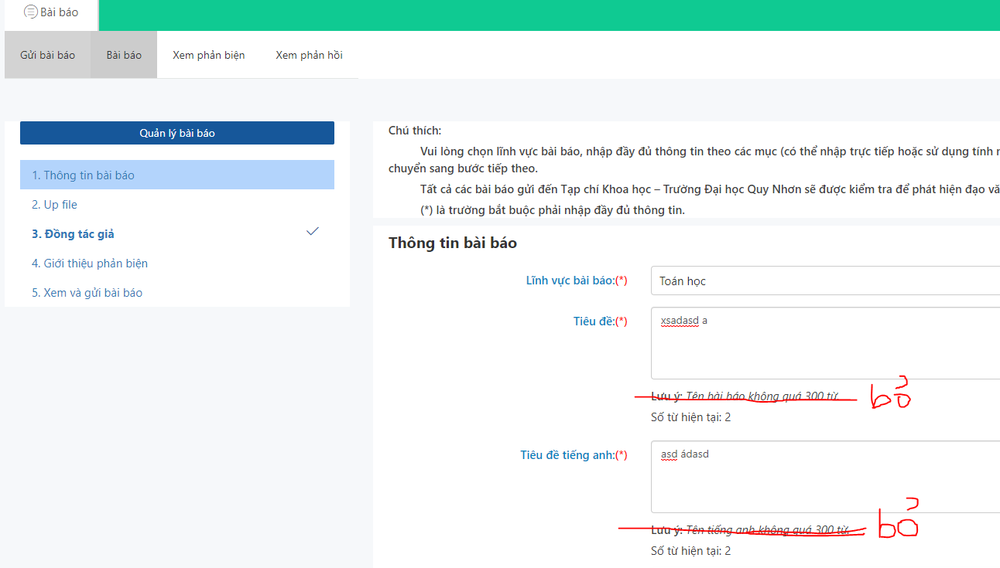 Bài báo
Gửi bài báo Bài báo Xem phản biện Xem phản hồi
Quản lý bài báo
1. Thông tin bài báo
2. Up file
3. Đồng tác giả
4. Giới thiệu phản biện
5. Xem và gửi bài báo
Chú thích:
Vui lòng chọn lĩnh vực bài báo, nhập đầy đủ thông tin theo các mục (có thể nhập trực tiếp hoặc sử dụng tính
chuyển sang bước tiếp theo.
Tất cả các bài báo gửi đến Tạp chí Khoa học – Trường Đại học Quy Nhơn sẽ được kiểm tra để phát hiện đạo
(*) là trường bắt buộc phải nhập đầy đủ thông tin.
Thông tin bài báo
Lĩnh vực bài báo:(*) Toán học
Tiêu đề:(*) xsadasd a
Lưu ý: Tên bài báo không quá 300 từ. bỏ
Số từ hiện tại: 2
Tiêu đề tiếng anh:(*) asd ádasd
Lưu ý: Tên tiếng anh không quá 300 từ. bỏ
Số từ hiện tại: 2